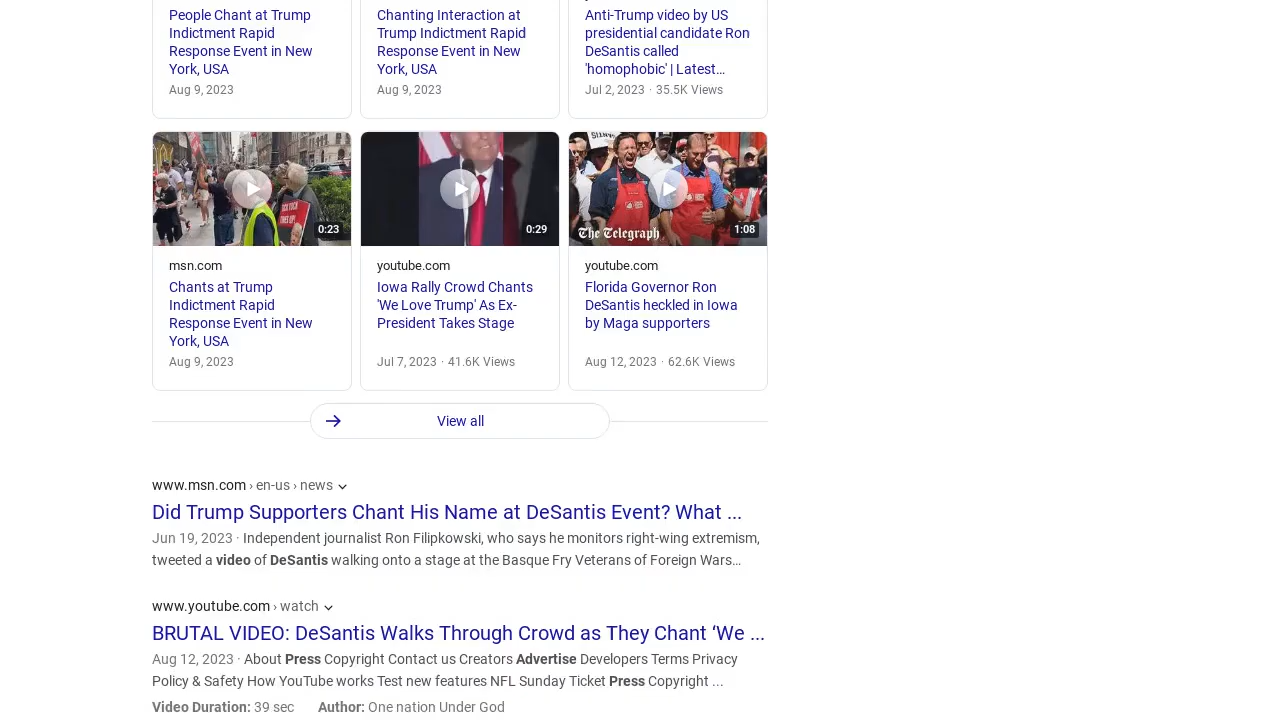 People Chant at Trump
Indictment Rapid
Response Event in New
York, USA
Aug 9, 2023
Chanting Interaction at
Trump Indictment Rapid
Response Event in New
York, USA
Aug 9, 2023
Anti-Trump video by US
presidential candidate Ron
DeSantis called
'homophobic' | Latest…
Jul 2, 2023 · 35.5K Views
0:23
msn.com
Chants at Trump
Indictment Rapid
Response Event in New
York, USA
Aug 9, 2023
0:29
youtube.com
Iowa Rally Crowd Chants
'We Love Trump' As Ex-
President Takes Stage
Jul 7, 2023 · 41.6K Views
The Telegraph
1:08
youtube.com
Florida Governor Ron
DeSantis heckled in Iowa
by Maga supporters
Aug 12, 2023 · 62.6K Views
View all
www.msn.com › en-us › news
Did Trump Supporters Chant His Name at DeSantis Event? What ...
Jun 19, 2023 · Independent journalist Ron Filipkowski, who says he monitors right-wing extremism,
tweeted a video of DeSantis walking onto a stage at the Basque Fry Veterans of Foreign Wars…
www.youtube.com › watch
BRUTAL VIDEO: DeSantis Walks Through Crowd as They Chant ‘We ...
Aug 12, 2023 · About Press Copyright Contact us Creators Advertise Developers Terms Privacy
Policy & Safety How YouTube works Test new features NFL Sunday Ticket Press Copyright ...
Video Duration: 39 sec Author: One nation Under God